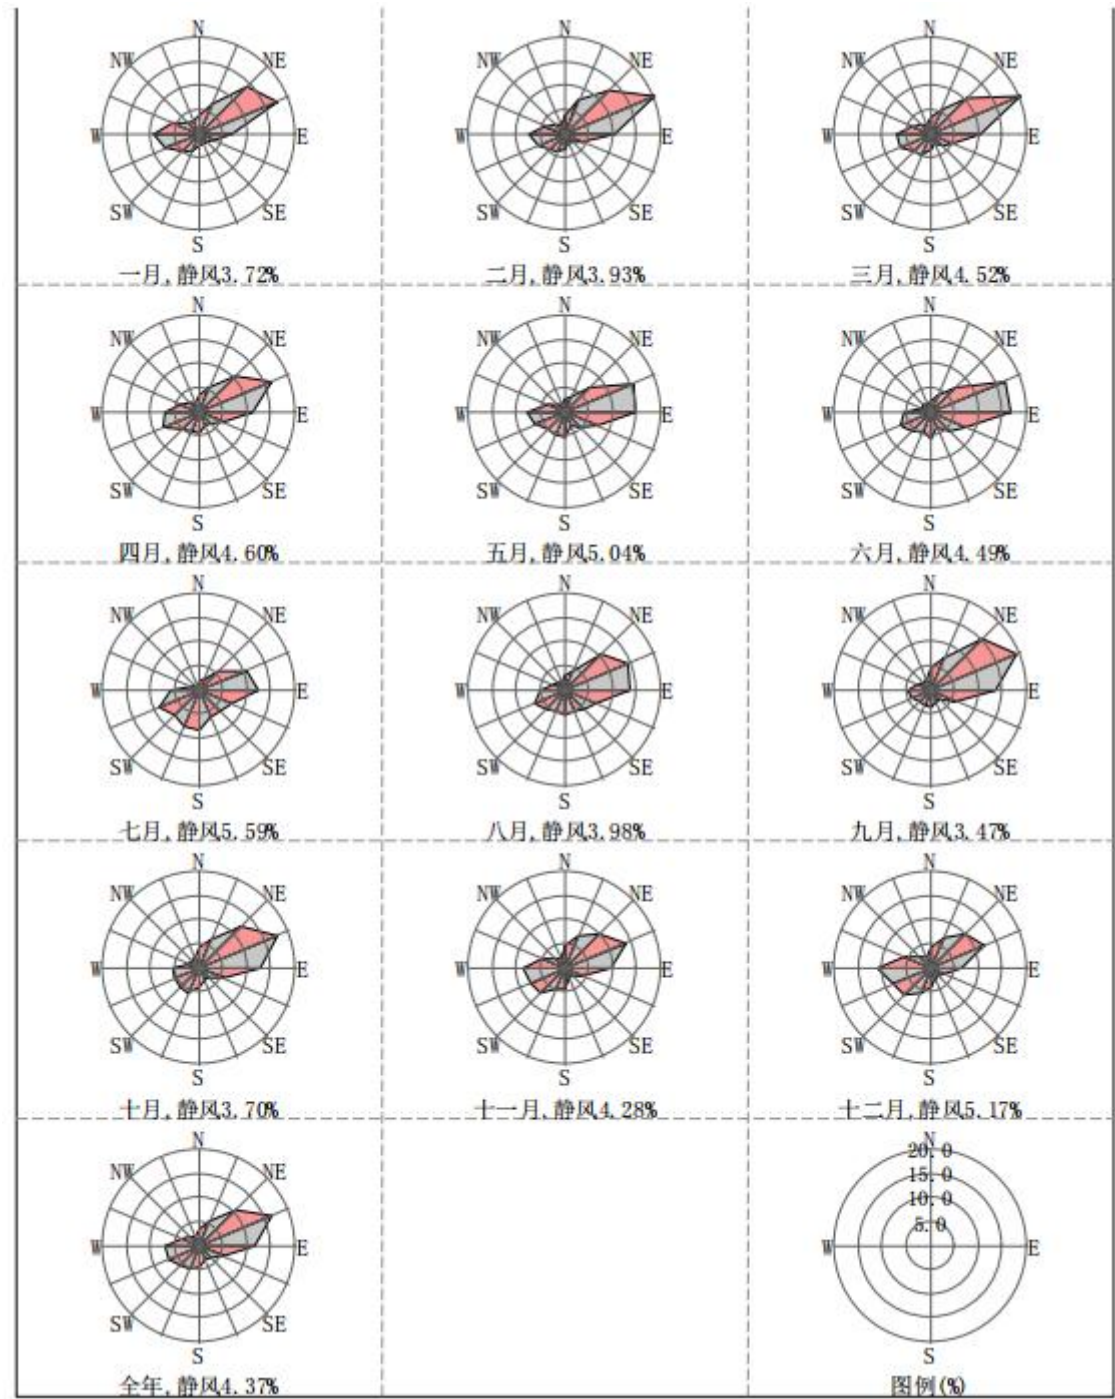 N
NW NE
W E
SW SE
S
一月,静风3.72%
N
NW NE
W E
SW SE
S
二月,静风3.93%
N
NW NE
W E
SW SE
S
三月,静风4.52%
N
NW NE
W E
SW SE
S
四月,静风4.60%
N
NW NE
W E
SW SE
S
五月,静风5.04%
N
NW NE
W E
SW SE
S
六月,静风4.49%
N
NW NE
W E
SW SE
S
七月,静风5.59%
N
NW NE
W E
SW SE
S
八月,静风3.98%
N
NW NE
W E
SW SE
S
九月,静风3.47%
N
NW NE
W E
SW SE
S
十月,静风3.70%
N
NW NE
W E
SW SE
S
十一月,静风4.28%
N
NW NE
W E
SW SE
S
十二月,静风5.17%
N
NW NE
W E
SW SE
S
全年,静风4.37%
N
20.0
15.0
10.0
5.0
W E
S
图例(%)